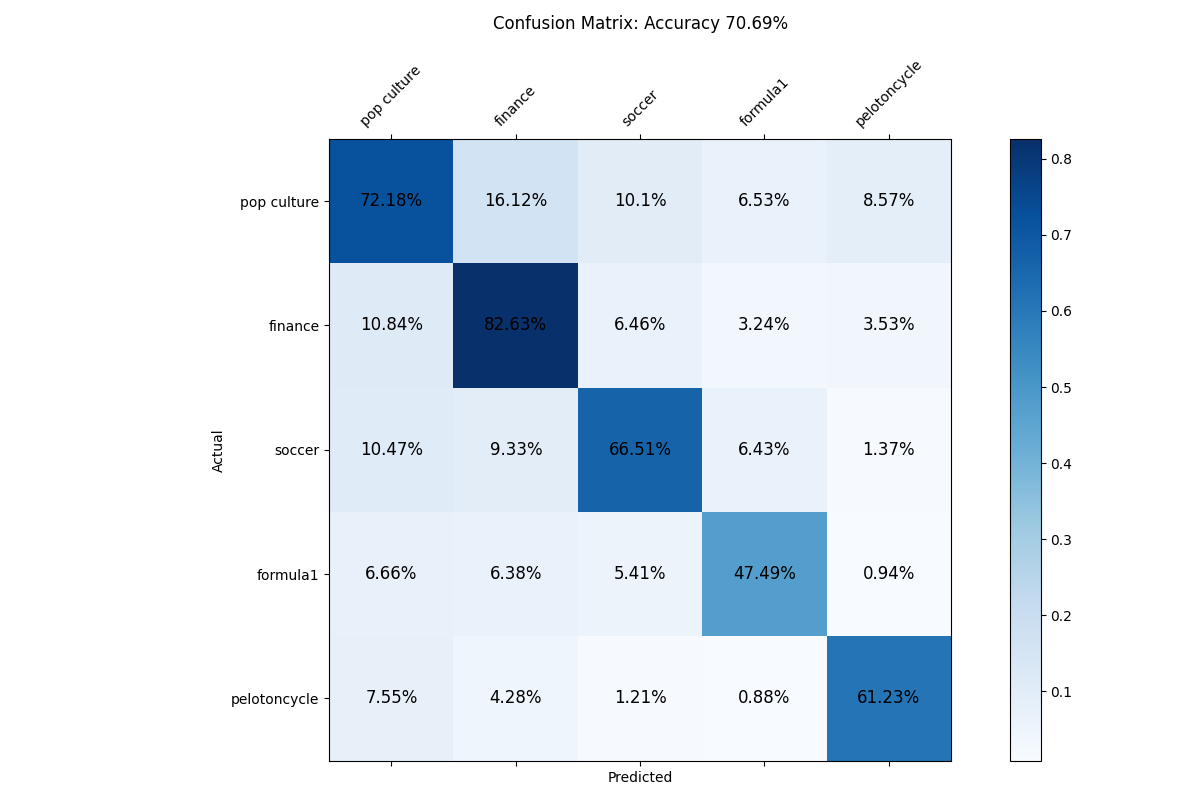 Confusion Matrix: Accuracy 70.69%
pop culture finance soccer formula1 pelotoncycle
pop culture 72.18% 16.12% 10.1% 6.53% 8.57%
finance 10.84% 82.63% 6.46% 3.24% 3.53%
soccer 10.47% 9.33% 66.51% 6.43% 1.37%
formula1 6.66% 6.38% 5.41% 47.49% 0.94%
pelotoncycle 7.55% 4.28% 1.21% 0.88% 61.23%
Actual
Predicted
0.8
0.7
0.6
0.5
0.4
0.3
0.2
0.1